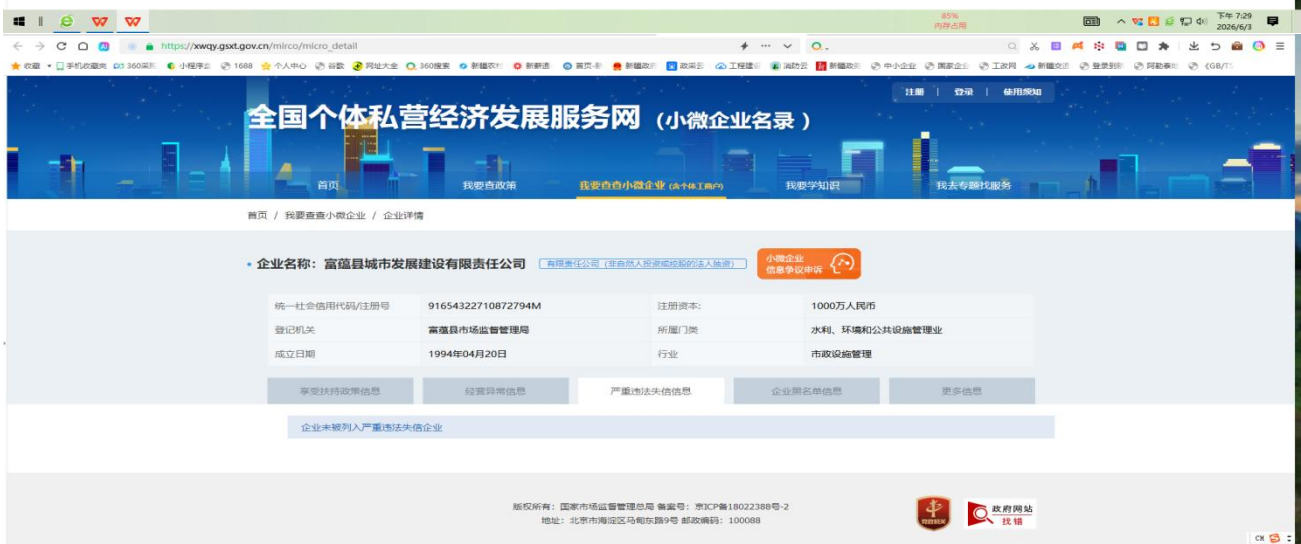 85%
内存占用
下午 7:29
2026/6/3
https://xwqy.gsxt.gov.cn/mirco/micro_detail
收藏 手机收藏夹 360采购 小程序 1688 个人中心 谷歌 网址大全 360搜索 新疆农村 新薪通 首页-新 新疆政府 政采云 工程建设 消防云 新疆政府 中小企业 国家企业 工改网 新疆交通 登录到新 阿勒泰地 《GB/T5
注册 | 登录 | 使用须知
全国个体私营经济发展服务网 (小微企业名录 )
首页 我要查政策 我要查查小微企业 (含个体工商户) 我要学知识 我去专题找服务
首页 / 我要查查小微企业 / 企业详情
• 企业名称: 富蕴县城市发展建设有限责任公司 有限责任公司 (非自然人投资或控股的法人独资) 小微企业
信息争议申诉
统一社会信用代码/注册号 91654322710872794M 注册资本: 1000万人民币
登记机关 富蕴县市场监督管理局 所属门类 水利、环境和公共设施管理业
成立日期 1994年04月20日 行业 市政设施管理
享受扶持政策信息 经营异常信息 严重违法失信信息 企业黑名单信息 更多信息
企业未被列入严重违法失信企业
版权所有: 国家市场监督管理总局 备案号: 京ICP备18022388号-2
地址: 北京市海淀区马甸东路9号 邮政编码: 100088
党政机关
政府网站
找错
CH